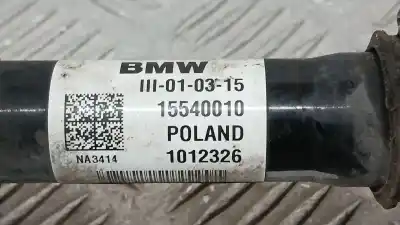 BMW
III-01-03-15
15540010
POLAND
NA3414
1012326